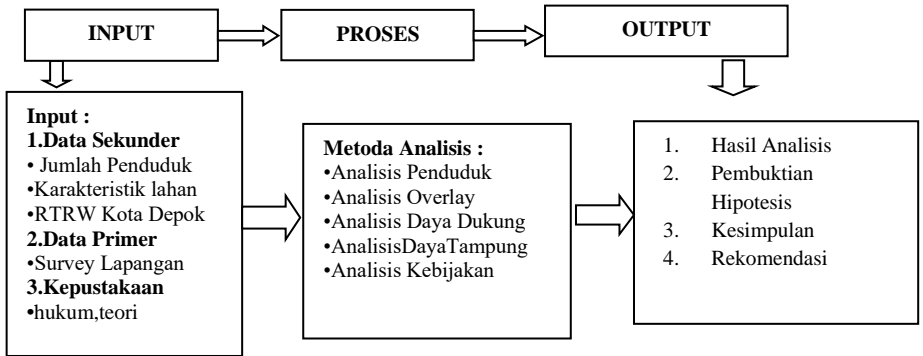 INPUT
PROSES
OUTPUT
Input :
1.Data Sekunder
• Jumlah Penduduk
•Karakteristik lahan
•RTRW Kota Depok
2.Data Primer
•Survey Lapangan
3.Kepustakaan
•hukum,teori
Metoda Analisis :
•Analisis Penduduk
•Analisis Overlay
•Analisis Daya Dukung
•AnalisisDayaTampung
•Analisis Kebijakan
1. Hasil Analisis
2. Pembuktian
Hipotesis
3. Kesimpulan
4. Rekomendasi